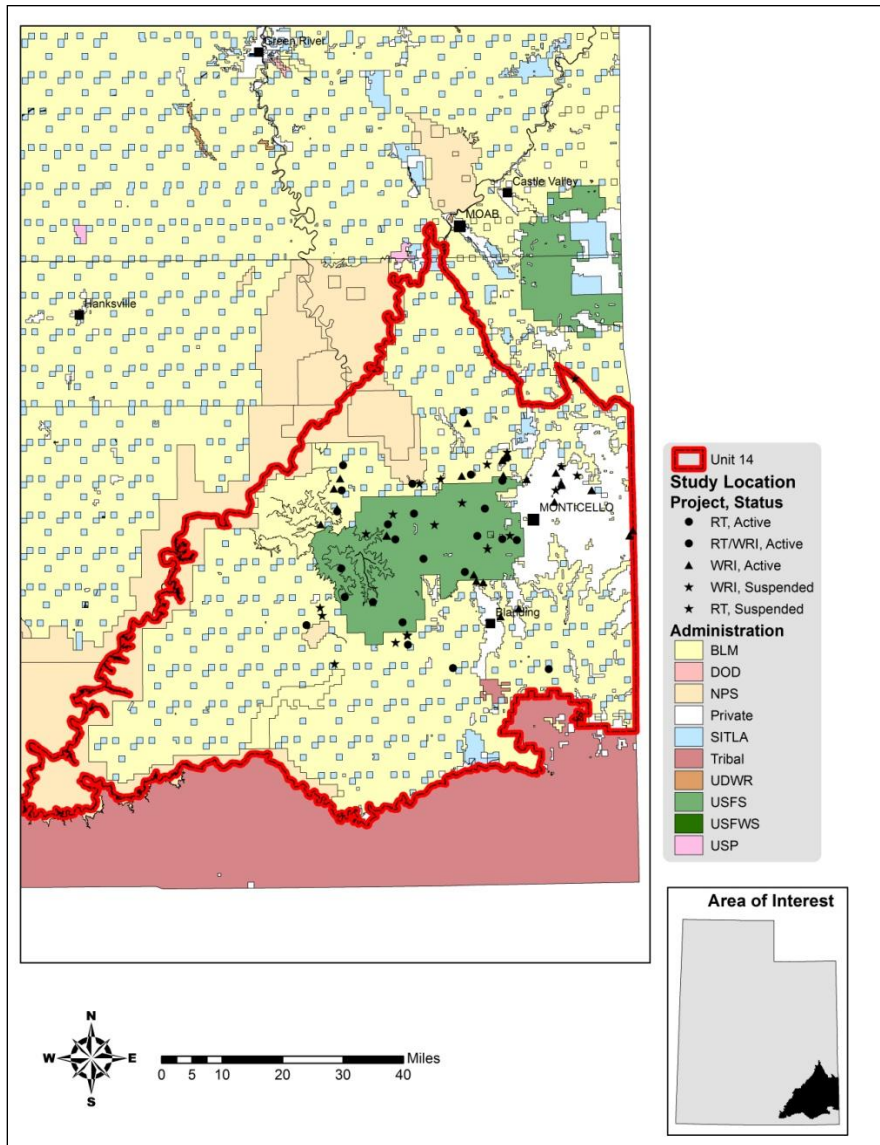 Green River
Castle Valley
MOAB
Hanksville
MONTICELLO
Blanding
Unit 14
Study Location
Project, Status
RT, Active
RT/WRI, Active
WRI, Active
WRI, Suspended
RT, Suspended
Administration
BLM
DOD
NPS
Private
SITLA
Tribal
UDWR
USFS
USFWS
USP
Area of Interest
N
W E
S
Miles
0 5 10 20 30 40